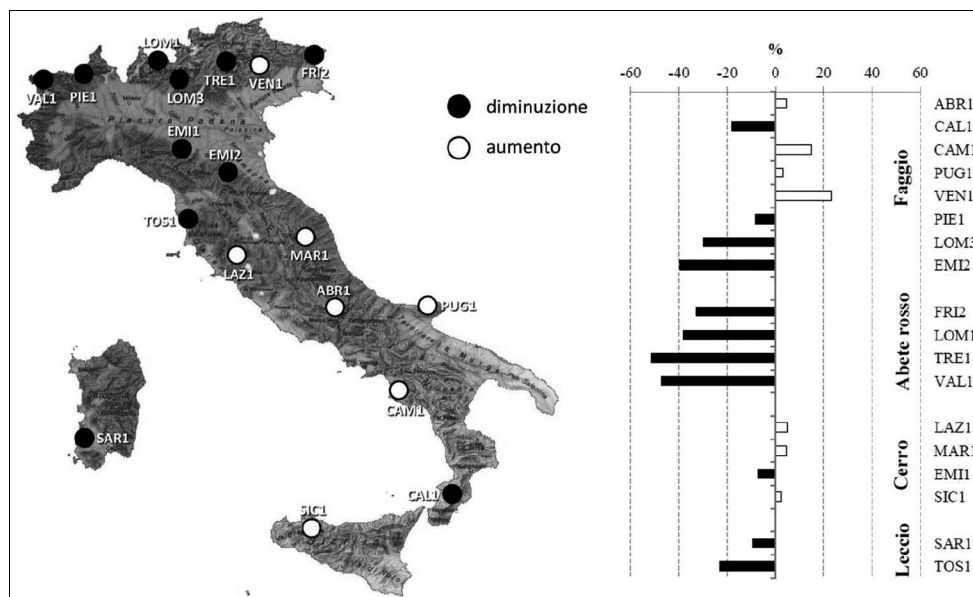 LOM1
FRI2
VAL1
PIE1
TRE1
VEN1
LOM3
Pianura Padana
EMI1
EMI2
TOS1
MAR1
LAZ1
ABR1
PUG1
CAM1
SAR1
CAL1
SIC1
diminuzione
aumento
%
-60 -40 -20 0 20 40 60
Faggio
ABR1
CAL1
CAM1
PUG1
VEN1
PIE1
LOM3
EMI2
Abete rosso
FRI2
LOM1
TRE1
VAL1
Cerro
LAZ1
MAR1
EMI1
SIC1
Leccio
SAR1
TOS1